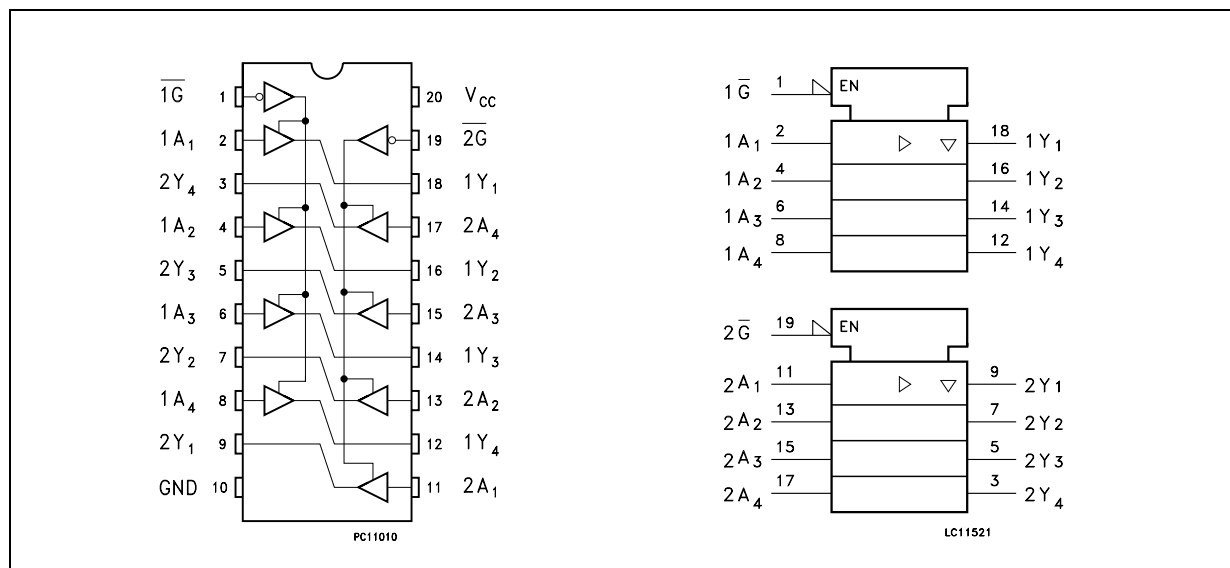 1G̅ 1 20 V_CC
1A₁ 2 19 2G̅
2Y₄ 3 18 1Y₁
1A₂ 4 17 2A₄
2Y₃ 5 16 1Y₂
1A₃ 6 15 2A₃
2Y₂ 7 14 1Y₃
1A₄ 8 13 2A₂
2Y₁ 9 12 1Y₄
GND 10 11 2A₁
PC11010
1G̅ 1 EN
1A₁ 2 18 1Y₁
1A₂ 4 16 1Y₂
1A₃ 6 14 1Y₃
1A₄ 8 12 1Y₄
2G̅ 19 EN
2A₁ 11 9 2Y₁
2A₂ 13 7 2Y₂
2A₃ 15 5 2Y₃
2A₄ 17 3 2Y₄
LC11521